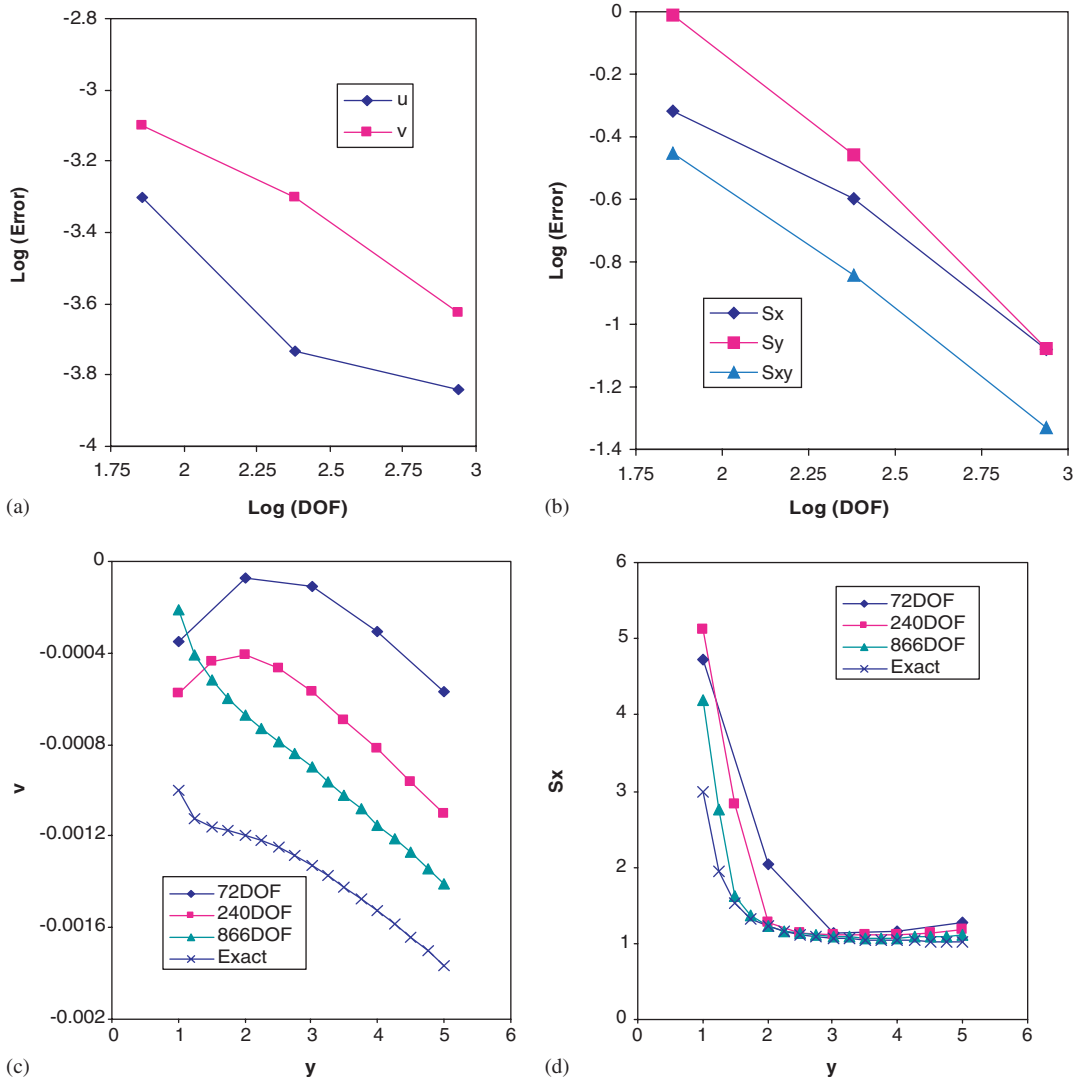 -2.8
-3
-3.2
-3.4
-3.6
-3.8
-4
Log (Error)
u
v
1.75
2
2.25
2.5
2.75
3
(a)
Log (DOF)
0
-0.2
-0.4
-0.6
-0.8
-1
-1.2
-1.4
Log (Error)
Sx
Sy
Sxy
1.75
2
2.25
2.5
2.75
3
(b)
Log (DOF)
0
-0.0004
-0.0008
-0.0012
-0.0016
-0.002
v
72DOF
240DOF
866DOF
Exact
0
1
2
3
4
5
6
(c)
y
6
5
4
3
2
1
0
Sx
72DOF
240DOF
866DOF
Exact
0
1
2
3
4
5
6
(d)
y